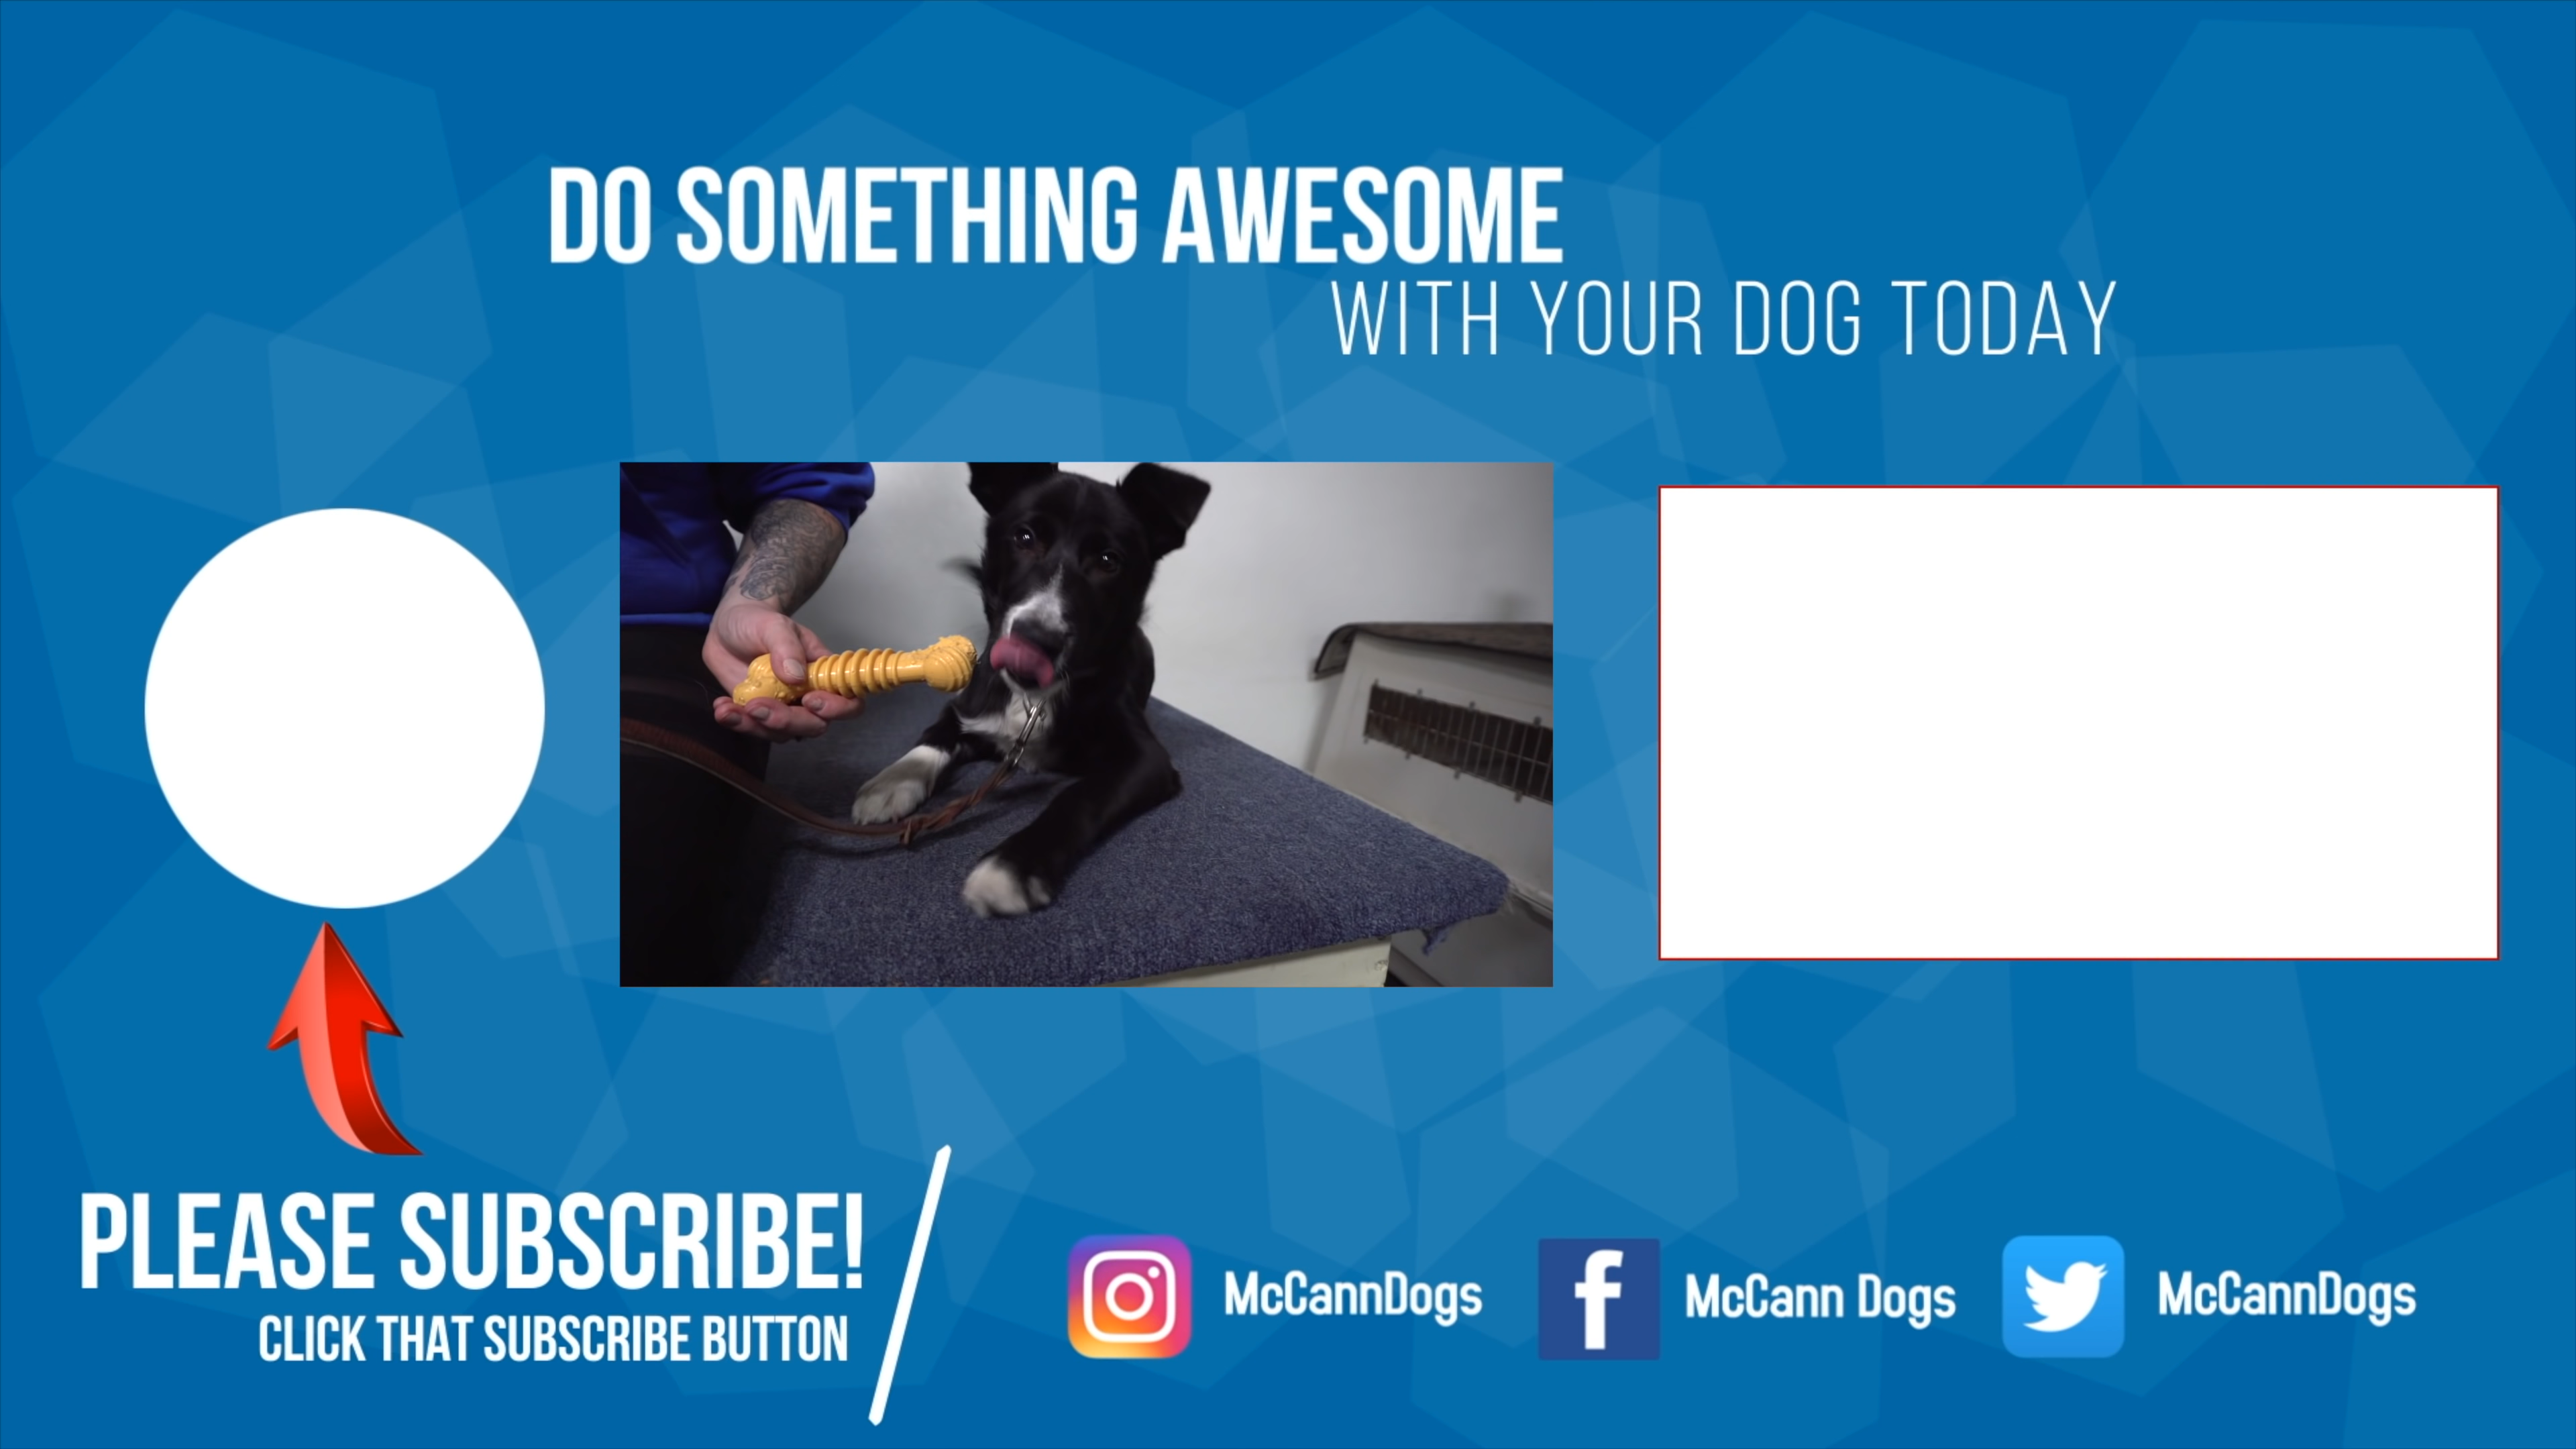 DO SOMETHING AWESOME
WITH YOUR DOG TODAY
PLEASE SUBSCRIBE!
CLICK THAT SUBSCRIBE BUTTON
McCannDogs
McCann Dogs
McCannDogs